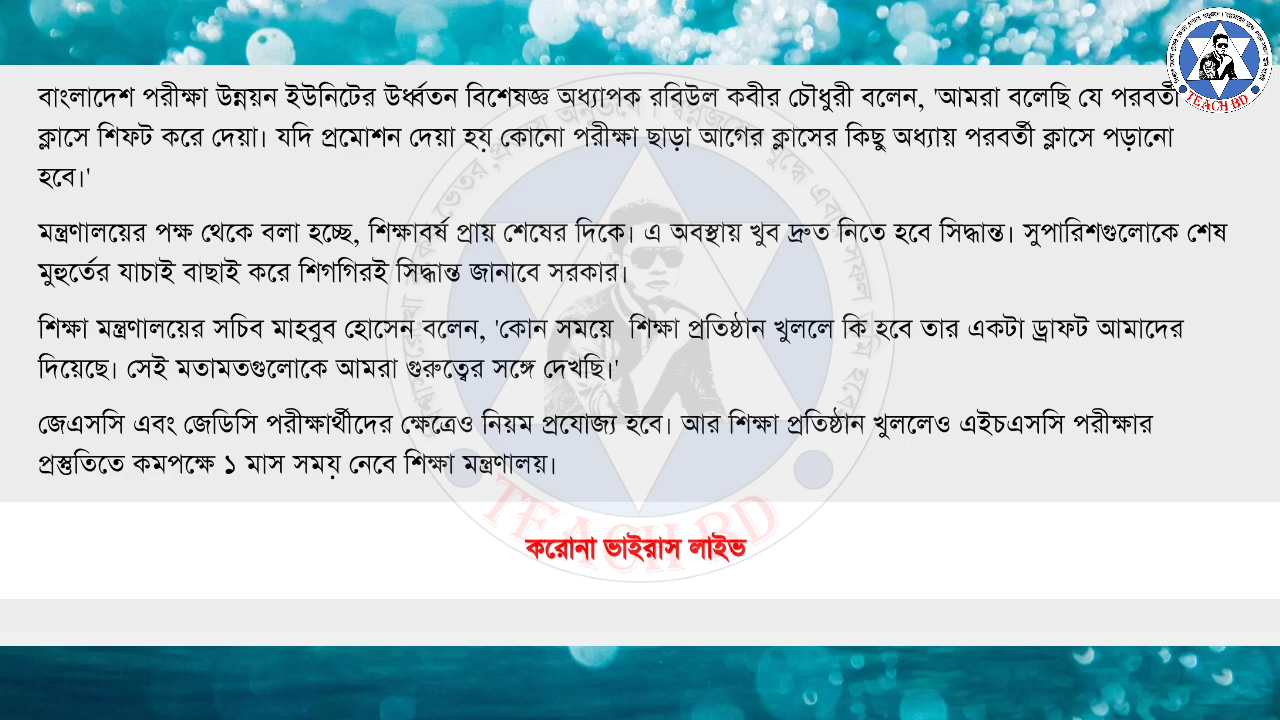 বাংলাদেশ পরীক্ষা উন্নয়ন ইউনিটের উর্ধ্বতন বিশেষজ্ঞ অধ্যাপক রবিউল কবীর চৌধুরী বলেন, 'আমরা বলেছি যে পরবর্তী
ক্লাসে শিফট করে দেয়া। যদি প্রমোশন দেয়া হয় কোনো পরীক্ষা ছাড়া আগের ক্লাসের কিছু অধ্যায় পরবর্তী ক্লাসে পড়ানো
হবে।'
মন্ত্রণালয়ের পক্ষ থেকে বলা হচ্ছে, শিক্ষাবর্ষ প্রায় শেষের দিকে। এ অবস্থায় খুব দ্রুত নিতে হবে সিদ্ধান্ত। সুপারিশগুলোকে শেষ
মুহুর্তের যাচাই বাছাই করে শিগগিরই সিদ্ধান্ত জানাবে সরকার।
শিক্ষা মন্ত্রণালয়ের সচিব মাহবুব হোসেন বলেন, 'কোন সময়ে শিক্ষা প্রতিষ্ঠান খুললে কি হবে তার একটা ড্রাফট আমাদের
দিয়েছে। সেই মতামতগুলোকে আমরা গুরুত্বের সঙ্গে দেখছি।'
জেএসসি এবং জেডিসি পরীক্ষার্থীদের ক্ষেত্রেও নিয়ম প্রযোজ্য হবে। আর শিক্ষা প্রতিষ্ঠান খুললেও এইচএসসি পরীক্ষার
প্রস্তুতিতে কমপক্ষে ১ মাস সময় নেবে শিক্ষা মন্ত্রণালয়।
করোনা ভাইরাস লাইভ
TEACH BD
TEACH BD